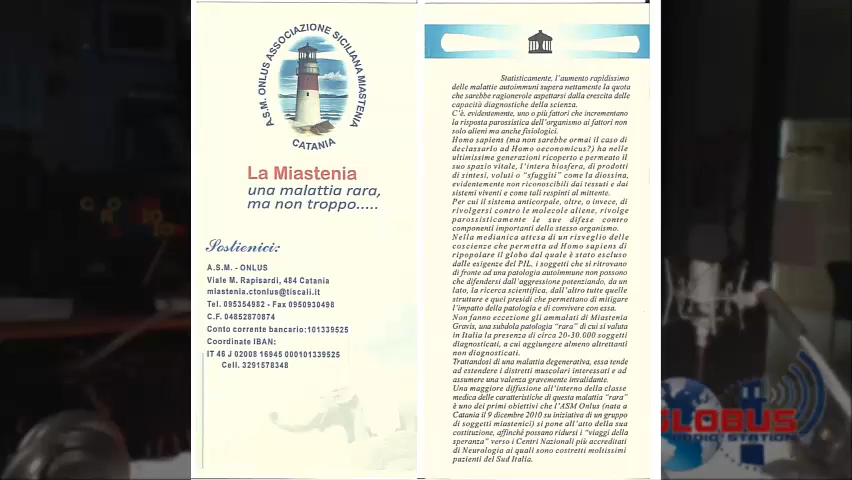 A.S.M. ONLUS ASSOCIAZIONE SICILIANA MIASTENIA
CATANIA
La Miastenia
una malattia rara,
ma non troppo.....
Sostienici:
A.S.M. - ONLUS
Viale M. Rapisardi, 484 Catania
miastenia.ctonlus@tiscali.it
Tel. 095354982 - Fax 0950930498
C.F. 04852870874
Conto corrente bancario:101339525
Coordinate IBAN:
IT 46 J 02008 16945 000101339525
Cell. 3291578348
Statisticamente, l'aumento rapidissimo
delle malattie autoimmuni supera nettamente la quota
che sarebbe ragionevole aspettarsi dalla crescita delle
capacità diagnostiche della scienza.
C'è, evidentemente, uno o più fattori che incrementano
la risposta parossistica dell'organismo ai fattori non
solo alieni ma anche fisiologici.
Homo sapiens (ma non sarebbe ormai il caso di
declassarlo ad Homo oeconomicus?) ha nelle
ultimissime generazioni ricoperto e permeato il
suo spazio vitale, l'intera biosfera, di prodotti
di sintesi, voluti o "sfuggiti" come la diossina,
evidentemente non riconoscibili dai tessuti e dai
sistemi viventi e come tali respinti al mittente.
Per cui il sistema anticorpale, oltre, o invece, di
rivolgersi contro le molecole aliene, rivolge
parossisticamente le sue difese contro
componenti importanti dello stesso organismo.
Nella medianica attesa di un risveglio delle
coscienze che permetta ad Homo sapiens di
ripopolare il globo dal quale è stato escluso
dalle esigenze del PIL, i soggetti che si ritrovano
di fronte ad una patologia autoimmune non possono
che difendersi dall'aggressione potenziando, da un
lato, la ricerca scientifica, dall'altro tutte quelle
strutture e quei presidi che permettano di mitigare
l'impatto della patologia e di convivere con essa.
Non fanno eccezione gli ammalati di Miastenia
Gravis, una subdola patologia "rara" di cui si valuta
in Italia la presenza di circa 20-30.000 soggetti
diagnosticati, a cui aggiungere almeno altrettanti
non diagnosticati.
Trattandosi di una malattia degenerativa, essa tende
ad estendere i distretti muscolari interessati e ad
assumere una valenza gravemente invalidante.
Una maggiore diffusione all'interno della classe
medica delle caratteristiche di questa malattia "rara"
è uno dei primi obiettivi che l'ASM Onlus (nata a
Catania il 9 dicembre 2010 su iniziativa di un gruppo
di soggetti miastenici) si pone all'atto della sua
costituzione, affinché possano ridursi i "viaggi della
speranza" verso i Centri Nazionali più accreditati
di Neurologia ai quali sono costretti moltissimi
pazienti del Sud Italia.
GLOBUS
RADIO STATION